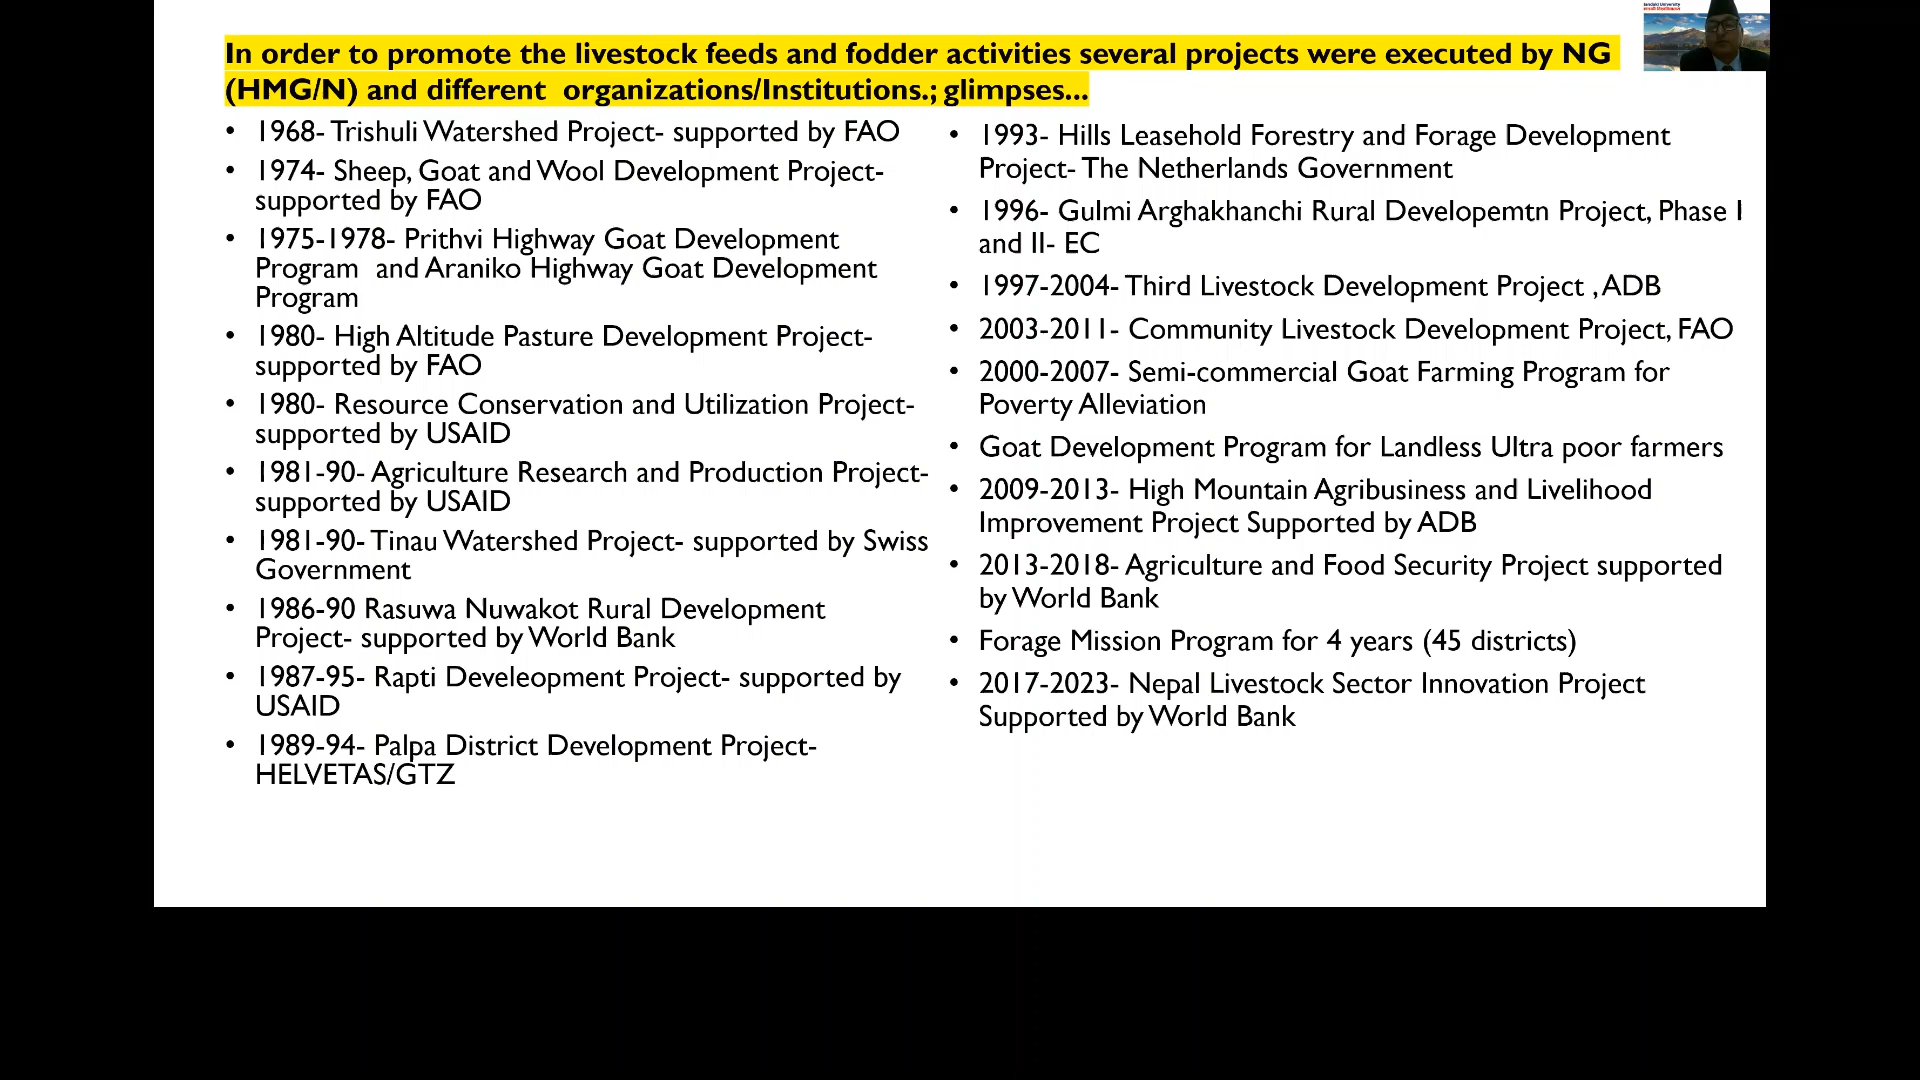 In order to promote the livestock feeds and fodder activities several projects were executed by NG
(HMG/N) and different organizations/Institutions.; glimpses...
• 1968- Trishuli Watershed Project- supported by FAO
• 1974- Sheep, Goat and Wool Development Project-
supported by FAO
• 1975-1978- Prithvi Highway Goat Development
Program and Araniko Highway Goat Development
Program
• 1980- High Altitude Pasture Development Project-
supported by FAO
• 1980- Resource Conservation and Utilization Project-
supported by USAID
• 1981-90- Agriculture Research and Production Project-
supported by USAID
• 1981-90- Tinau Watershed Project- supported by Swiss
Government
• 1986-90 Rasuwa Nuwakot Rural Development
Project- supported by World Bank
• 1987-95- Rapti Develeopment Project- supported by
USAID
• 1989-94- Palpa District Development Project-
HELVETAS/GTZ
• 1993- Hills Leasehold Forestry and Forage Development
Project- The Netherlands Government
• 1996- Gulmi Arghakhanchi Rural Developemtn Project, Phase I
and II- EC
• 1997-2004- Third Livestock Development Project , ADB
• 2003-2011- Community Livestock Development Project, FAO
• 2000-2007- Semi-commercial Goat Farming Program for
Poverty Alleviation
• Goat Development Program for Landless Ultra poor farmers
• 2009-2013- High Mountain Agribusiness and Livelihood
Improvement Project Supported by ADB
• 2013-2018- Agriculture and Food Security Project supported
by World Bank
• Forage Mission Program for 4 years (45 districts)
• 2017-2023- Nepal Livestock Sector Innovation Project
Supported by World Bank